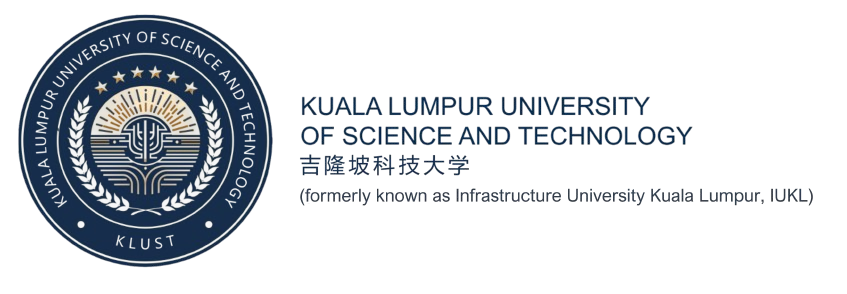 KUALA LUMPUR UNIVERSITY OF SCIENCE AND TECHNOLOGY
KLUST
KUALA LUMPUR UNIVERSITY
OF SCIENCE AND TECHNOLOGY
吉隆坡科技大学
(formerly known as Infrastructure University Kuala Lumpur, IUKL)